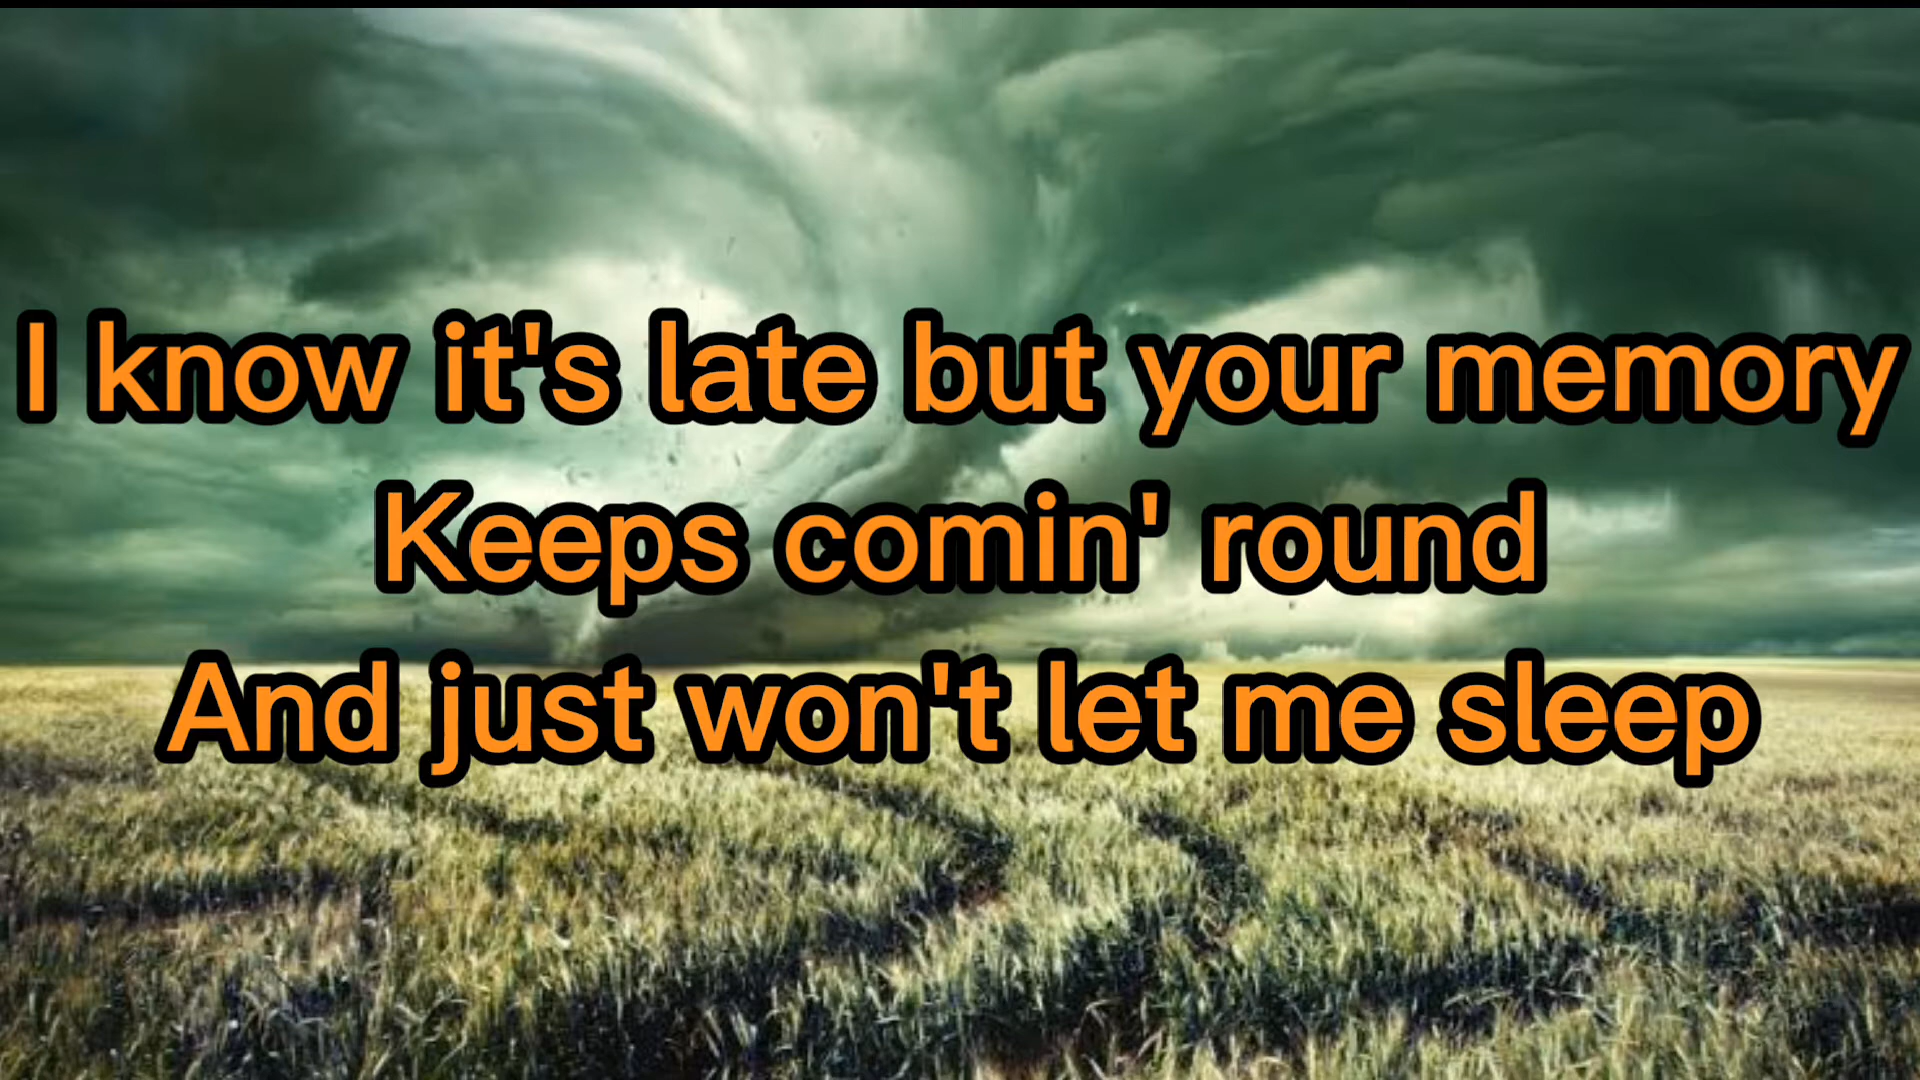 I know it's late but your memory
Keeps comin' round
And just won't let me sleep